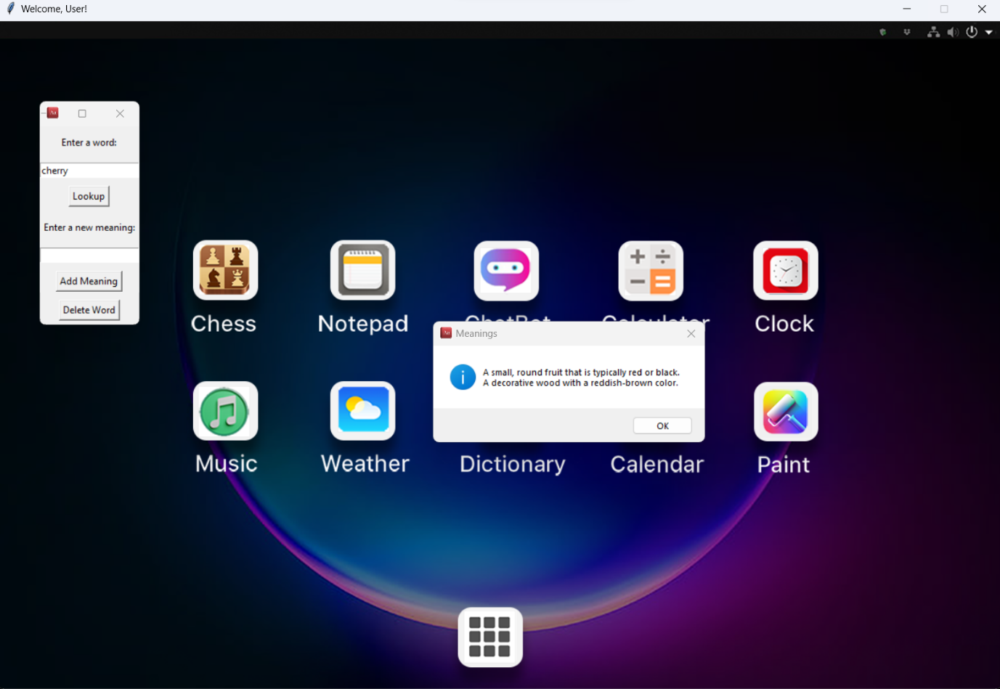 Welcome, User!
Enter a word:
cherry
Lookup
Enter a new meaning:
Add Meaning
Delete Word
Chess
Notepad
ChatBot
Calculator
Clock
Meanings
A small, round fruit that is typically red or black.
A decorative wood with a reddish-brown color.
OK
Music
Weather
Dictionary
Calendar
Paint